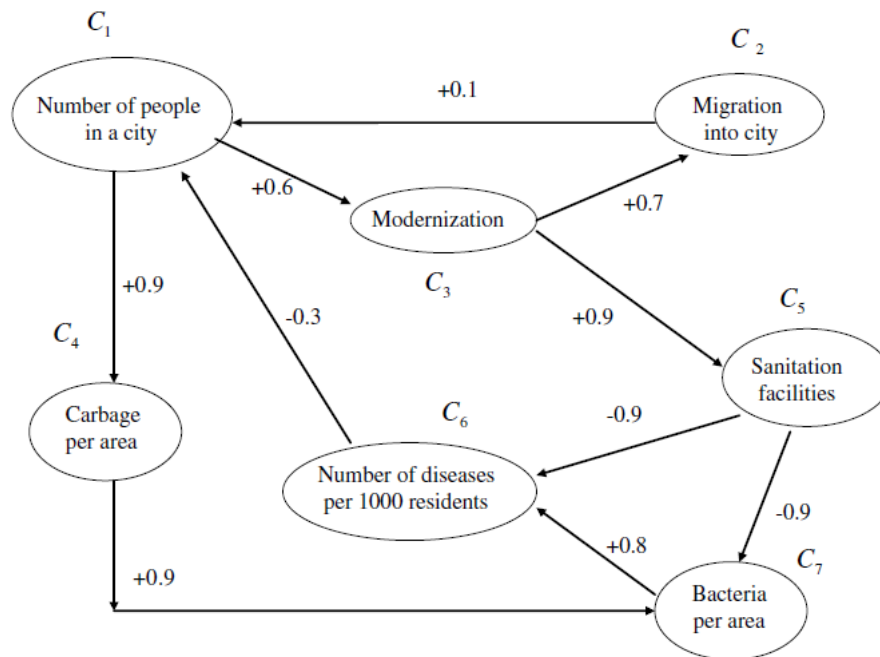 C₁
Number of people
in a city
+0.1
C₂
Migration
into city
+0.6
Modernization
+0.7
C₃
+0.9
C₄
-0.3
+0.9
C₅
Sanitation
facilities
Carbage
per area
C₆
-0.9
Number of diseases
per 1000 residents
-0.9
+0.8
C₇
+0.9
Bacteria
per area